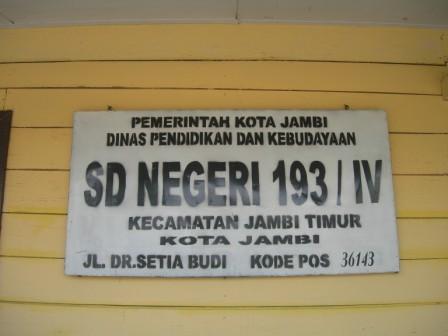 PEMERINTAH KOTA JAMBI
DINAS PENDIDIKAN DAN KEBUDAYAAN
SD NEGERI 193 / IV
KECAMATAN JAMBI TIMUR
KOTA JAMBI
JL. DR.SETIA BUDI KODE POS 36143